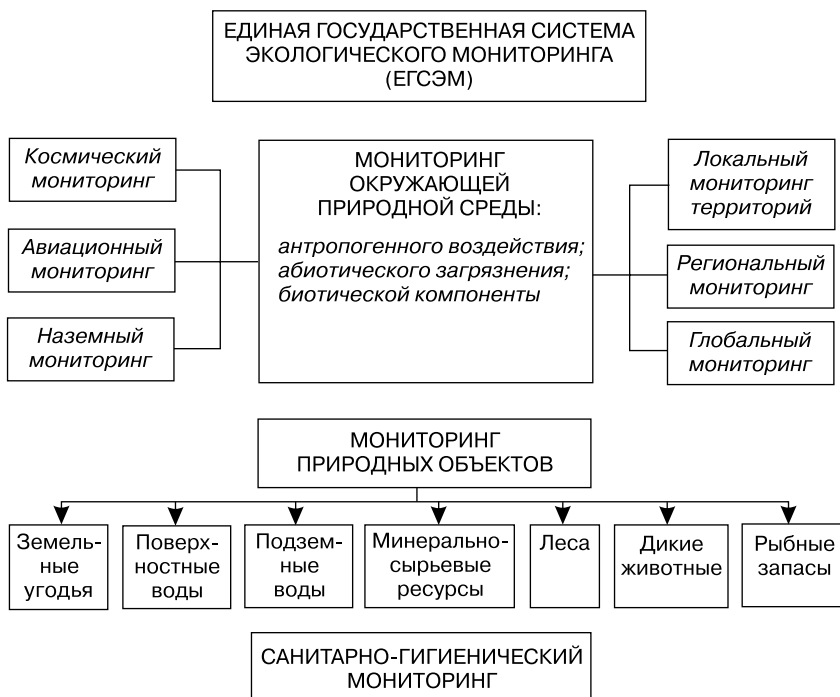 ЕДИНАЯ ГОСУДАРСТВЕННАЯ СИСТЕМА
ЭКОЛОГИЧЕСКОГО МОНИТОРИНГА
(ЕГСЭМ)
Космический
мониторинг
Авиационный
мониторинг
Наземный
мониторинг
МОНИТОРИНГ
ОКРУЖАЮЩЕЙ
ПРИРОДНОЙ СРЕДЫ:
антропогенного воздействия;
абиотического загрязнения;
биотической компоненты
Локальный
мониторинг
территорий
Региональный
мониторинг
Глобальный
мониторинг
МОНИТОРИНГ
ПРИРОДНЫХ ОБЪЕКТОВ
Земель-
ные
угодья
Поверх-
ностные
воды
Подзем-
ные
воды
Минерально-
сырьевые
ресурсы
Леса
Дикие
животные
Рыбные
запасы
САНИТАРНО-ГИГИЕНИЧЕСКИЙ
МОНИТОРИНГ